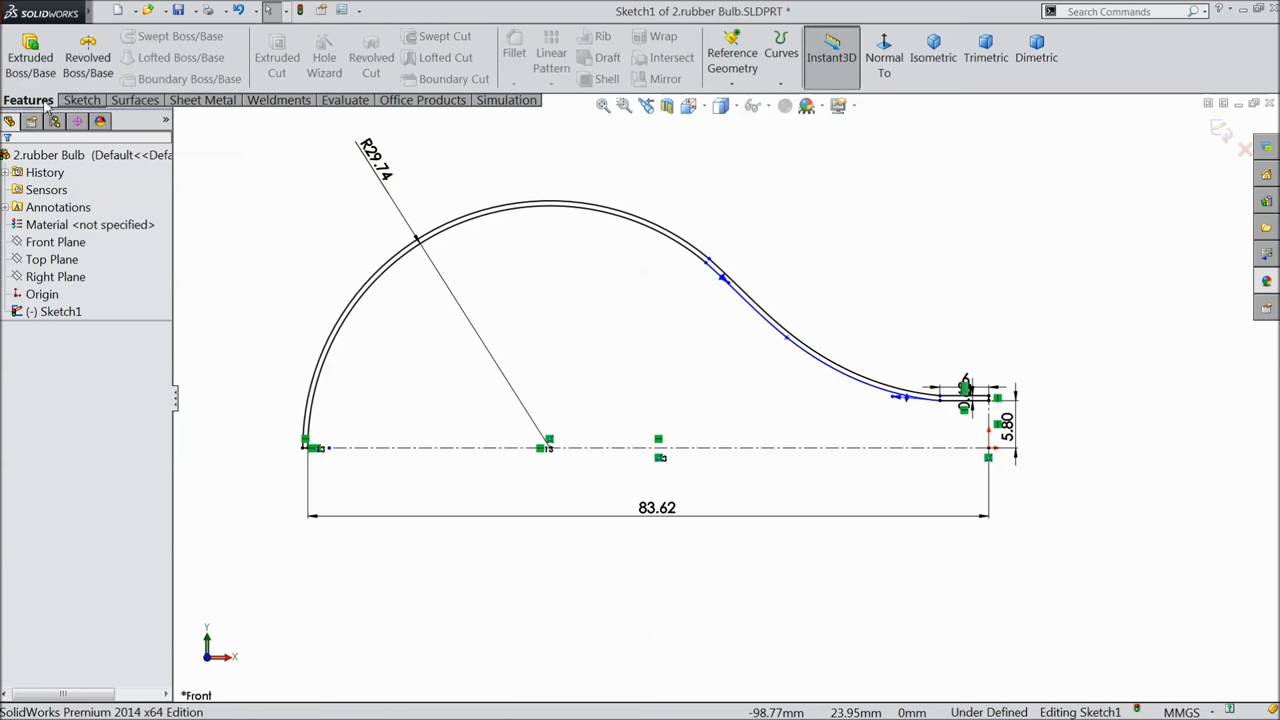 SOLIDWORKS
Sketch1 of 2.rubber Bulb.SLDPRT *
Search Commands
Extruded Boss/Base
Revolved Boss/Base
Swept Boss/Base
Lofted Boss/Base
Boundary Boss/Base
Extruded Cut
Hole Wizard
Revolved Cut
Swept Cut
Lofted Cut
Boundary Cut
Fillet
Linear Pattern
Rib
Draft
Shell
Wrap
Intersect
Mirror
Reference Geometry
Curves
Instant3D
Normal To
Isometric
Trimetric
Dimetric
Features
Sketch
Surfaces
Sheet Metal
Weldments
Evaluate
Office Products
Simulation
2.rubber Bulb (Default<<Defa
History
Sensors
Annotations
Material <not specified>
Front Plane
Top Plane
Right Plane
Origin
(-) Sketch1
R29.74
5.80
83.62
Y
X
*Front
SolidWorks Premium 2014 x64 Edition
-98.77mm
23.95mm
0mm
Under Defined
Editing Sketch1
MMGS